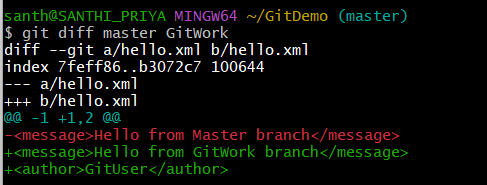 santh@SANTHI_PRIYA MINGW64 ~/GitDemo (master)
$ git diff master GitWork
diff --git a/hello.xml b/hello.xml
index 7feff86..b3072c7 100644
--- a/hello.xml
+++ b/hello.xml
@@ -1 +1,2 @@
-<message>Hello from Master branch</message>
+<message>Hello from GitWork branch</message>
+<author>GitUser</author>